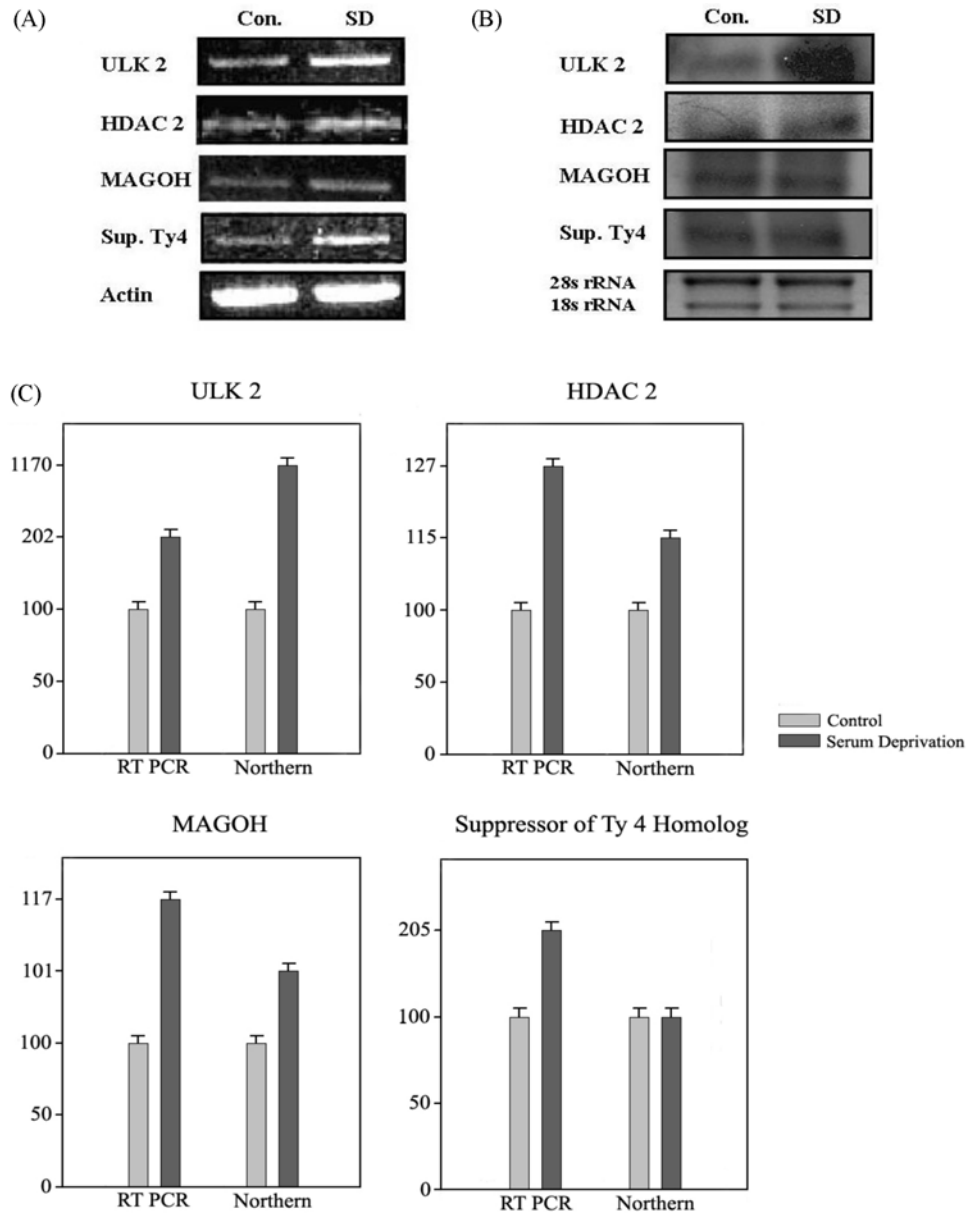 (A)
Con. SD
ULK 2
HDAC 2
MAGOH
Sup. Ty4
Actin
(B)
Con. SD
ULK 2
HDAC 2
MAGOH
Sup. Ty4
28s rRNA
18s rRNA
(C)
ULK 2
1170
202
100
50
0
RT PCR Northern
HDAC 2
127
115
100
50
0
RT PCR Northern
Control
Serum Deprivation
MAGOH
117
101
100
50
0
RT PCR Northern
Suppressor of Ty 4 Homolog
205
100
50
0
RT PCR Northern